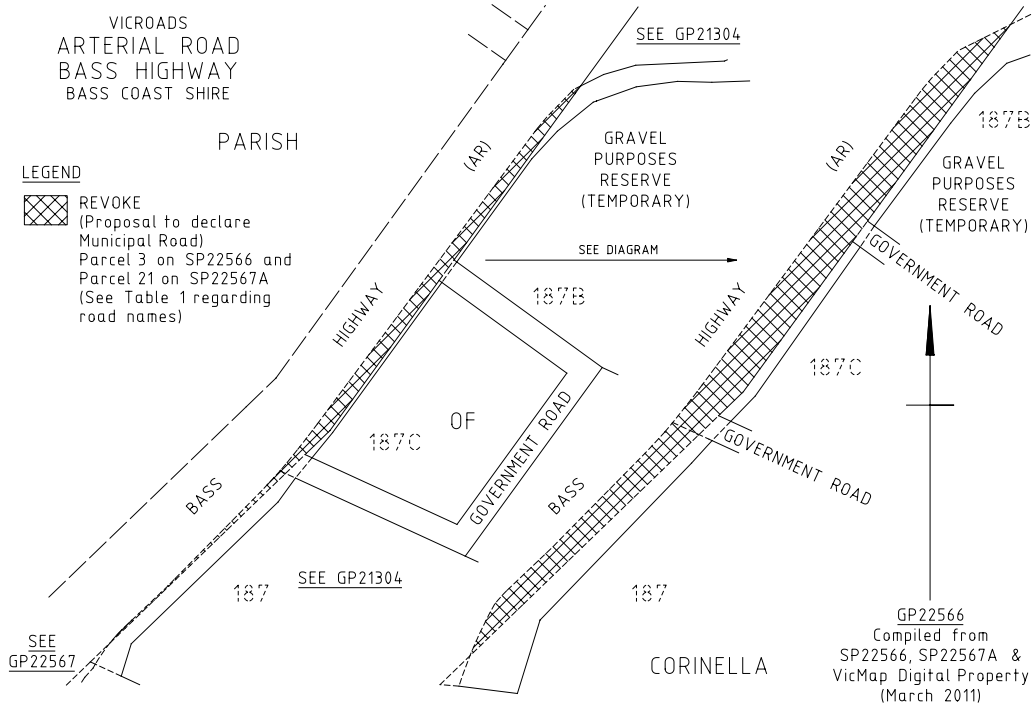 VICROADS
ARTERIAL ROAD
BASS HIGHWAY
BASS COAST SHIRE
PARISH
LEGEND
REVOKE
(Proposal to declare
Municipal Road)
Parcel 3 on SP22566 and
Parcel 21 on SP22567A
(See Table 1 regarding
road names)
SEE GP21304
(AR)
GRAVEL
PURPOSES
RESERVE
(TEMPORARY)
SEE DIAGRAM
187B
HIGHWAY
OF
187C
GOVERNMENT ROAD
BASS
SEE GP21304
187
SEE
GP22567
(AR)
187B
GRAVEL
PURPOSES
RESERVE
(TEMPORARY)
GOVERNMENT ROAD
HIGHWAY
187C
GOVERNMENT ROAD
BASS
187
CORINELLA
GP22566
Compiled from
SP22566, SP22567A &
VicMap Digital Property
(March 2011)